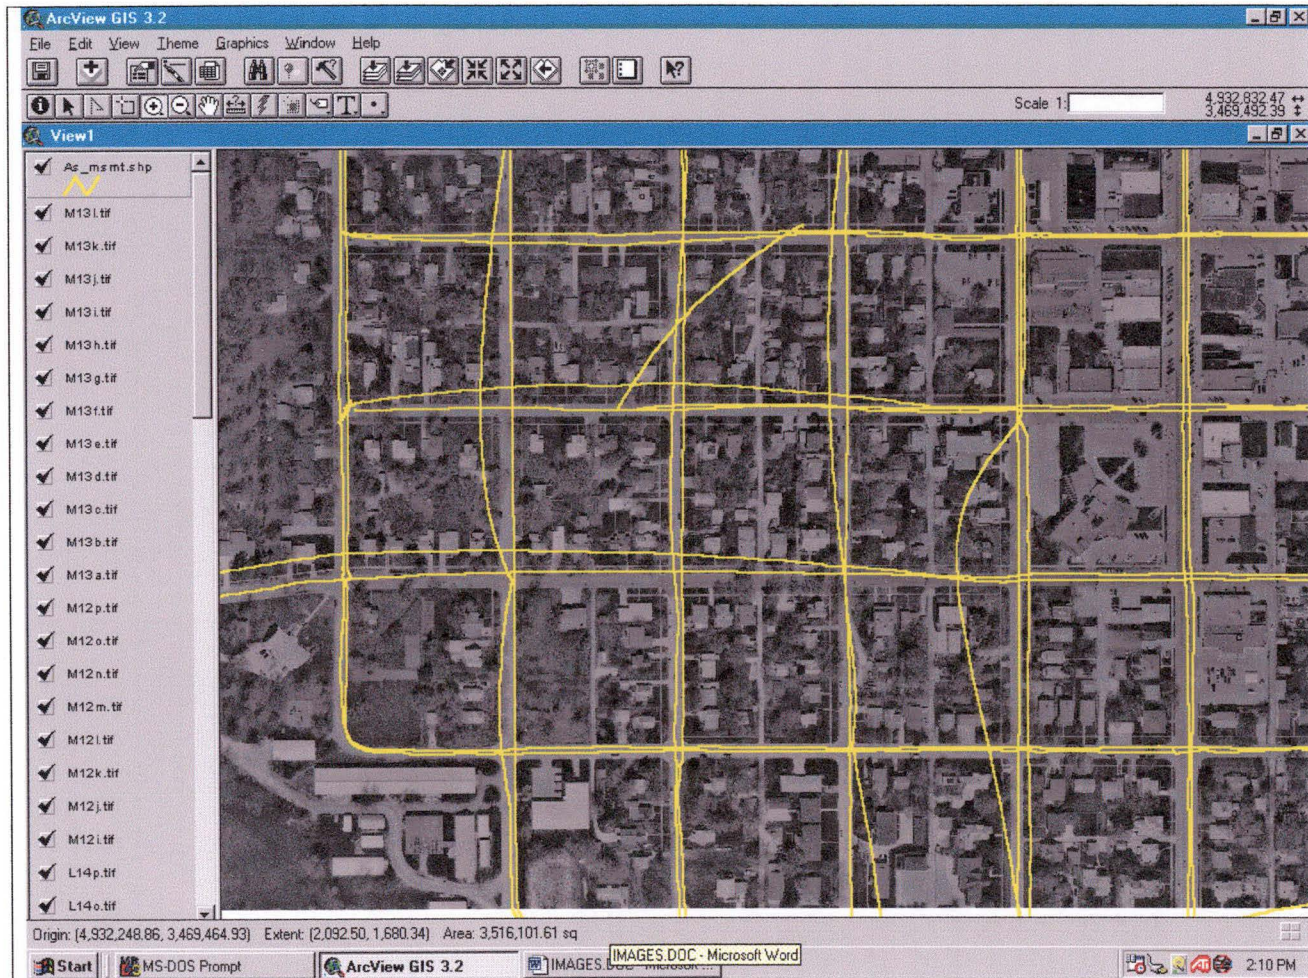 ArcView GIS 3.2
File Edit View Theme Graphics Window Help
Scale 1:
4,932,832.47
3,469,492.39
View1
As_msmt.shp
M13l.tif
M13k.tif
M13j.tif
M13i.tif
M13h.tif
M13g.tif
M13f.tif
M13e.tif
M13d.tif
M13c.tif
M13b.tif
M13a.tif
M12p.tif
M12o.tif
M12n.tif
M12m.tif
M12l.tif
M12k.tif
M12j.tif
M12i.tif
L14p.tif
L14o.tif
Origin: (4,932,248.86, 3,469,464.93) Extent: (2,092.50, 1,680.34) Area: 3,516,101.61 sq
IMAGES.DOC - Microsoft Word
Start MS-DOS Prompt ArcView GIS 3.2 IMAGES.D 2:10 PM